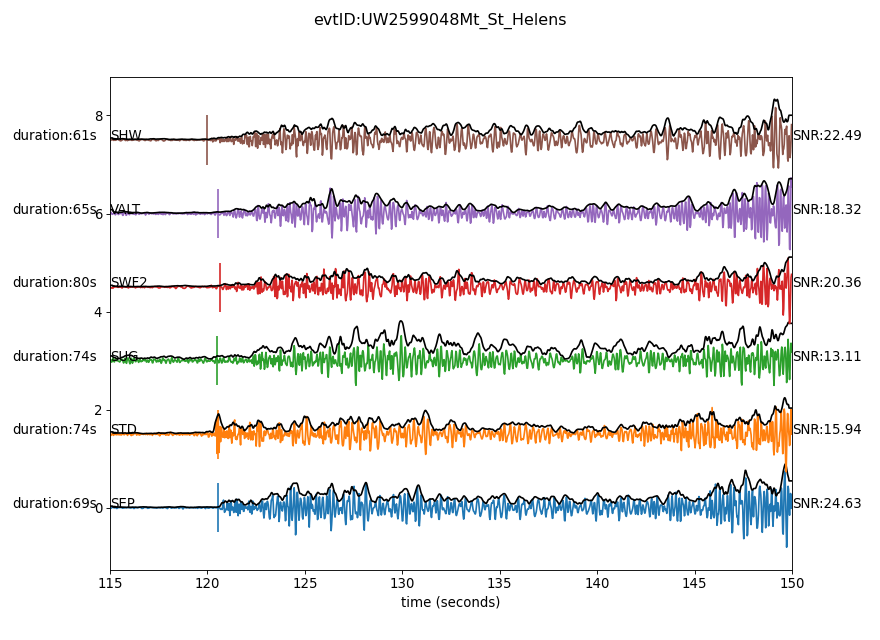 evtID:UW2599048Mt_St_Helens
8
duration:61s SHW SNR:22.49
duration:65s VALT SNR:18.32
6
duration:80s SWF2 SNR:20.36
4
duration:74s SUG SNR:13.11
2
duration:74s STD SNR:15.94
duration:69s SEP SNR:24.63
0
115 120 125 130 135 140 145 150
time (seconds)